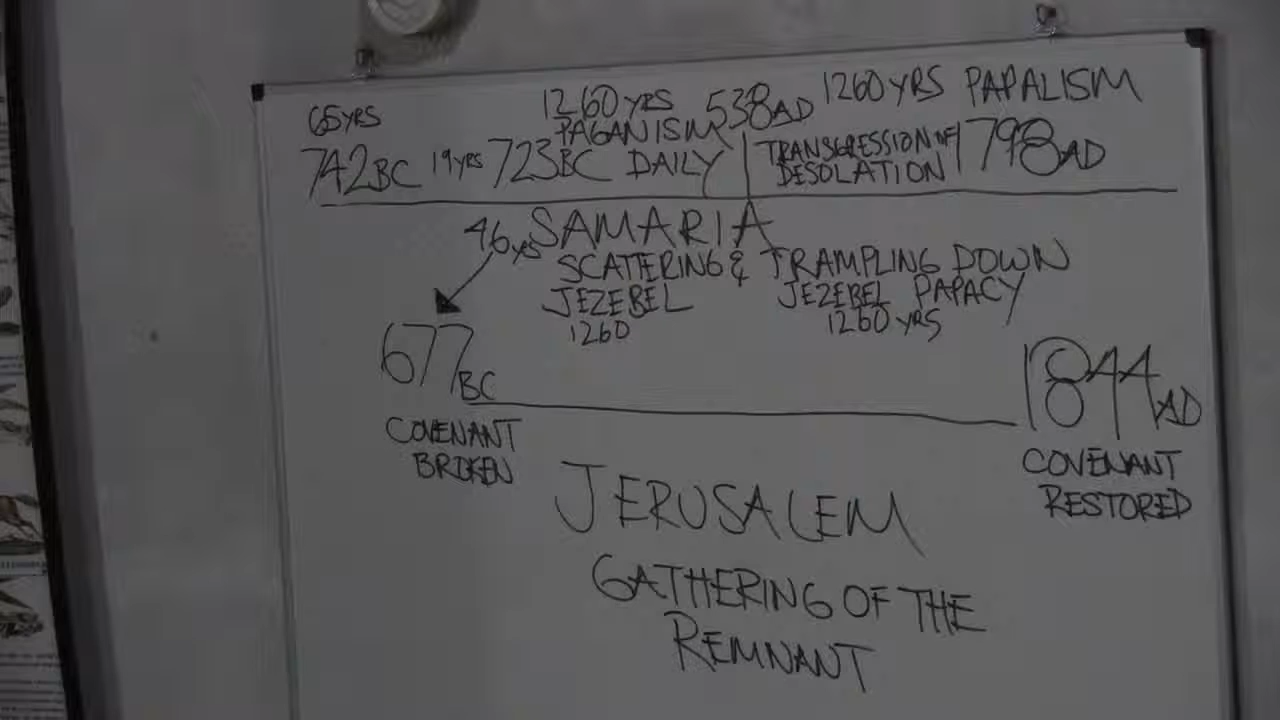 65YRS
1260 YRS 538AD 1260 YRS PAPALISM
PAGANISM
742BC 19YRS 723BC DAILY TRANSGRESSION OF 1798AD
DESOLATION
46YRS SAMARIA
SCATTERING & TRAMPLING DOWN
JEZEBEL JEZEBEL PAPACY
1260 1260 YRS
677BC 1844AD
COVENANT BROKEN
COVENANT RESTORED
JERUSALEM
GATHERING OF THE
REMNANT